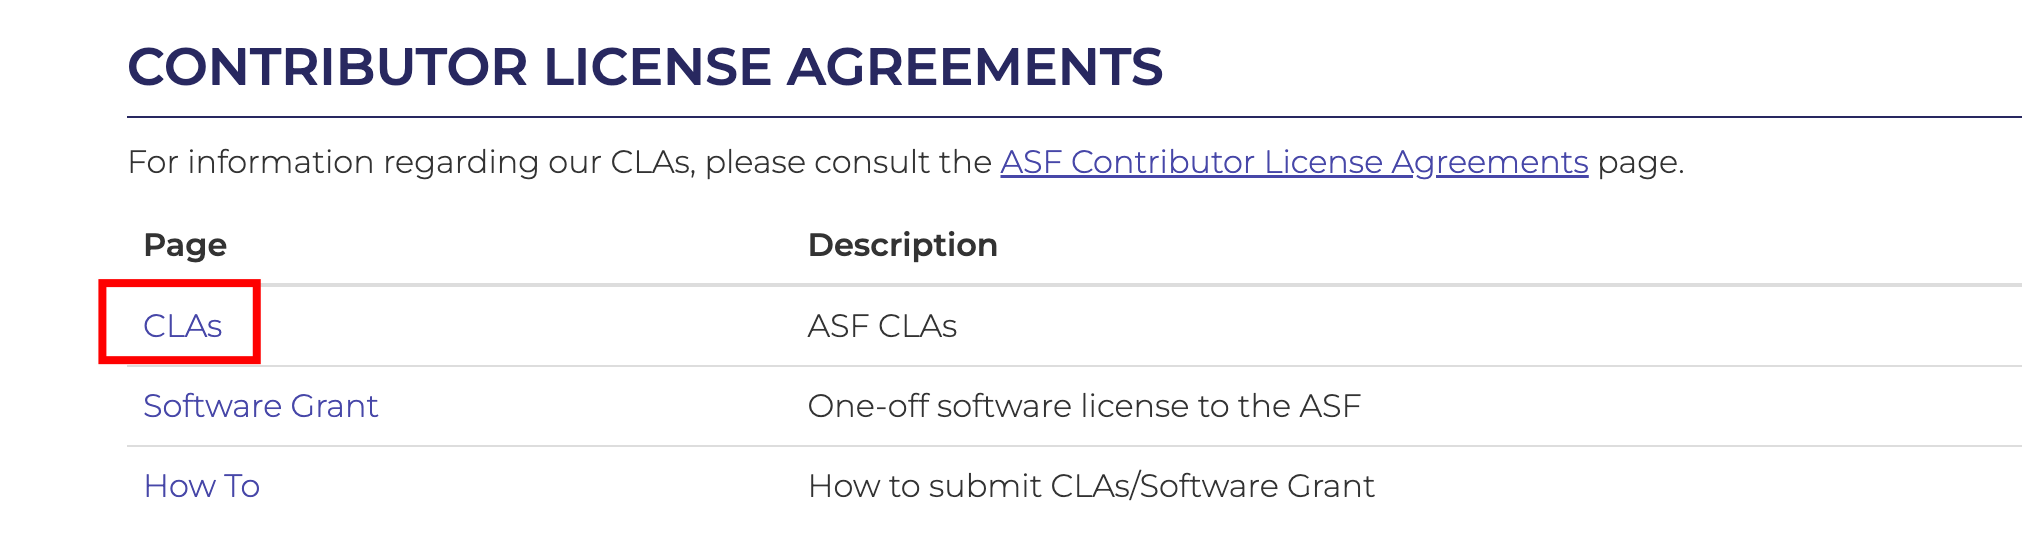 CONTRIBUTOR LICENSE AGREEMENTS
For information regarding our CLAs, please consult the ASF Contributor License Agreements page.
Page Description
CLAs ASF CLAs
Software Grant One-off software license to the ASF
How To How to submit CLAs/Software Grant